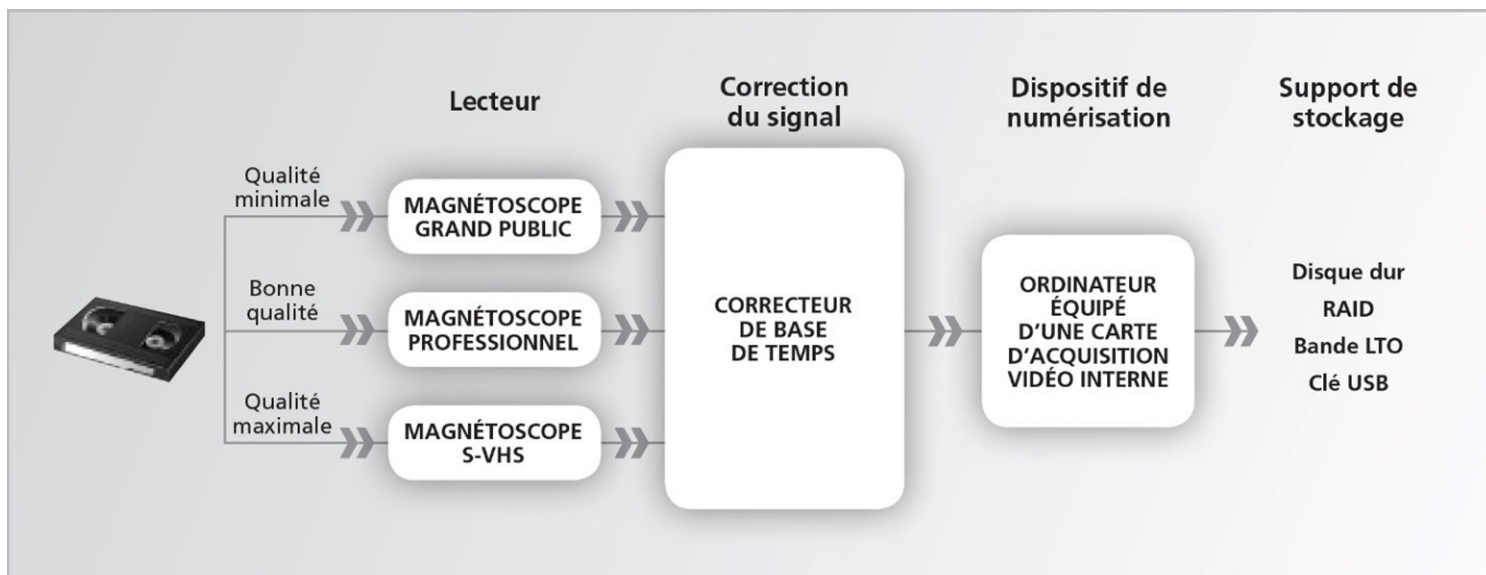 Lecteur
Correction
du signal
Dispositif de
numérisation
Support de
stockage
Qualité
minimale
MAGNÉTOSCOPE
GRAND PUBLIC
Bonne
qualité
MAGNÉTOSCOPE
PROFESSIONNEL
Qualité
maximale
MAGNÉTOSCOPE
S-VHS
CORRECTEUR
DE BASE
DE TEMPS
ORDINATEUR
ÉQUIPÉ
D’UNE CARTE
D’ACQUISITION
VIDÉO INTERNE
Disque dur
RAID
Bande LTO
Clé USB